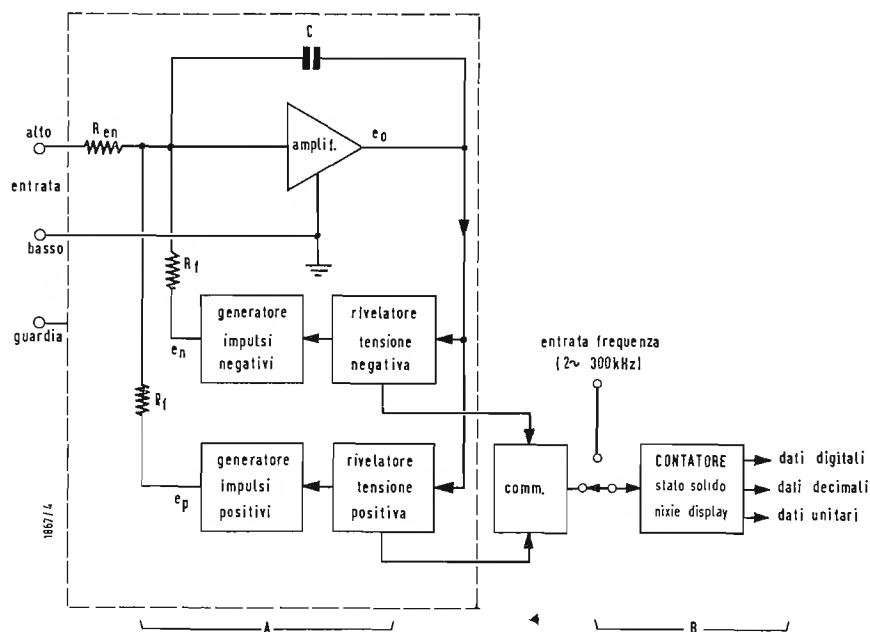 C
alto
R en
amplif.
e o
entrata
basso
R f
guardia
generatore
impulsi
negativi
e n
rivelatore
tensione
negativa
entrata frequenza
(2~ 300kHz)
R f
generatore
impulsi
positivi
e p
rivelatore
tensione
positiva
comm.
CONTATORE
stato solido
nixie display
dati digitali
dati decimali
dati unitari
1867/4
A
B